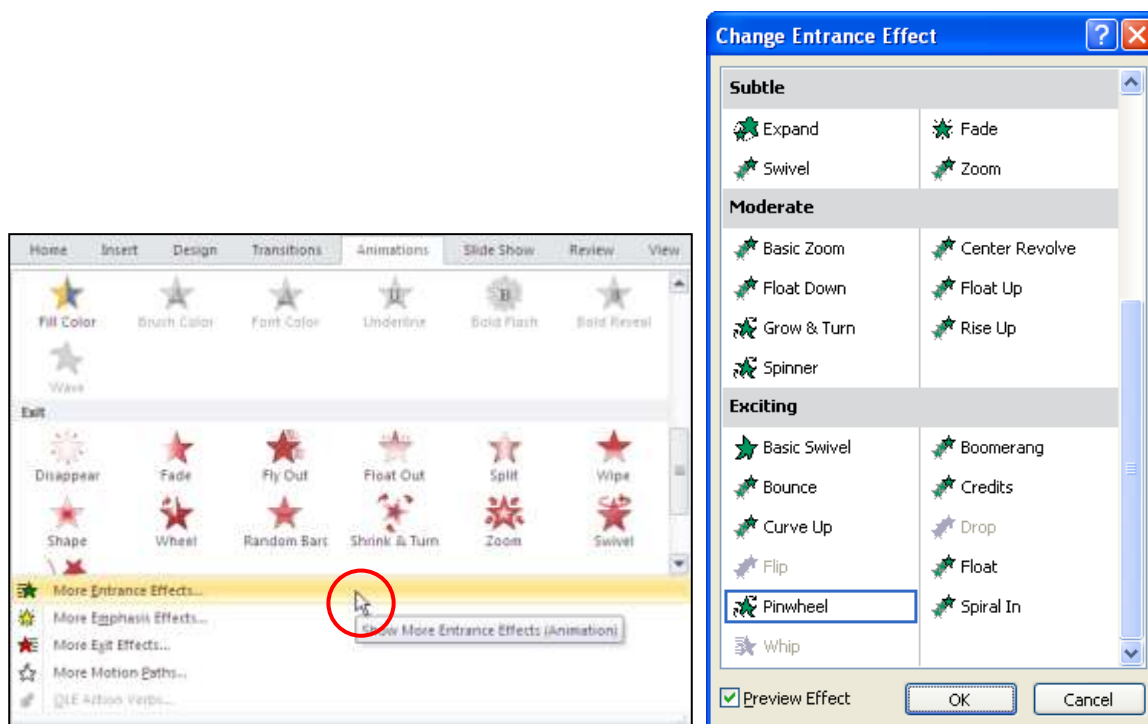 Home Insert Design Transitions Animations Slide Show Review View
Fill Color Brush Color Font Color Underline Bold Flash Bold Reveal
Wave
Exit
Disappear Fade Fly Out Float Out Split Wipe
Shape Wheel Random Bars Shrink & Turn Zoom Swivel
More Entrance Effects...
More Emphasis Effects...
Show More Entrance Effects (Animation)
More Exit Effects...
More Motion Paths...
OLE Action Verbs...
Change Entrance Effect
Subtle
Expand Fade
Swivel Zoom
Moderate
Basic Zoom Center Revolve
Float Down Float Up
Grow & Turn Rise Up
Spinner
Exciting
Basic Swivel Boomerang
Bounce Credits
Curve Up Drop
Flip Float
Pinwheel Spiral In
Whip
Preview Effect OK Cancel